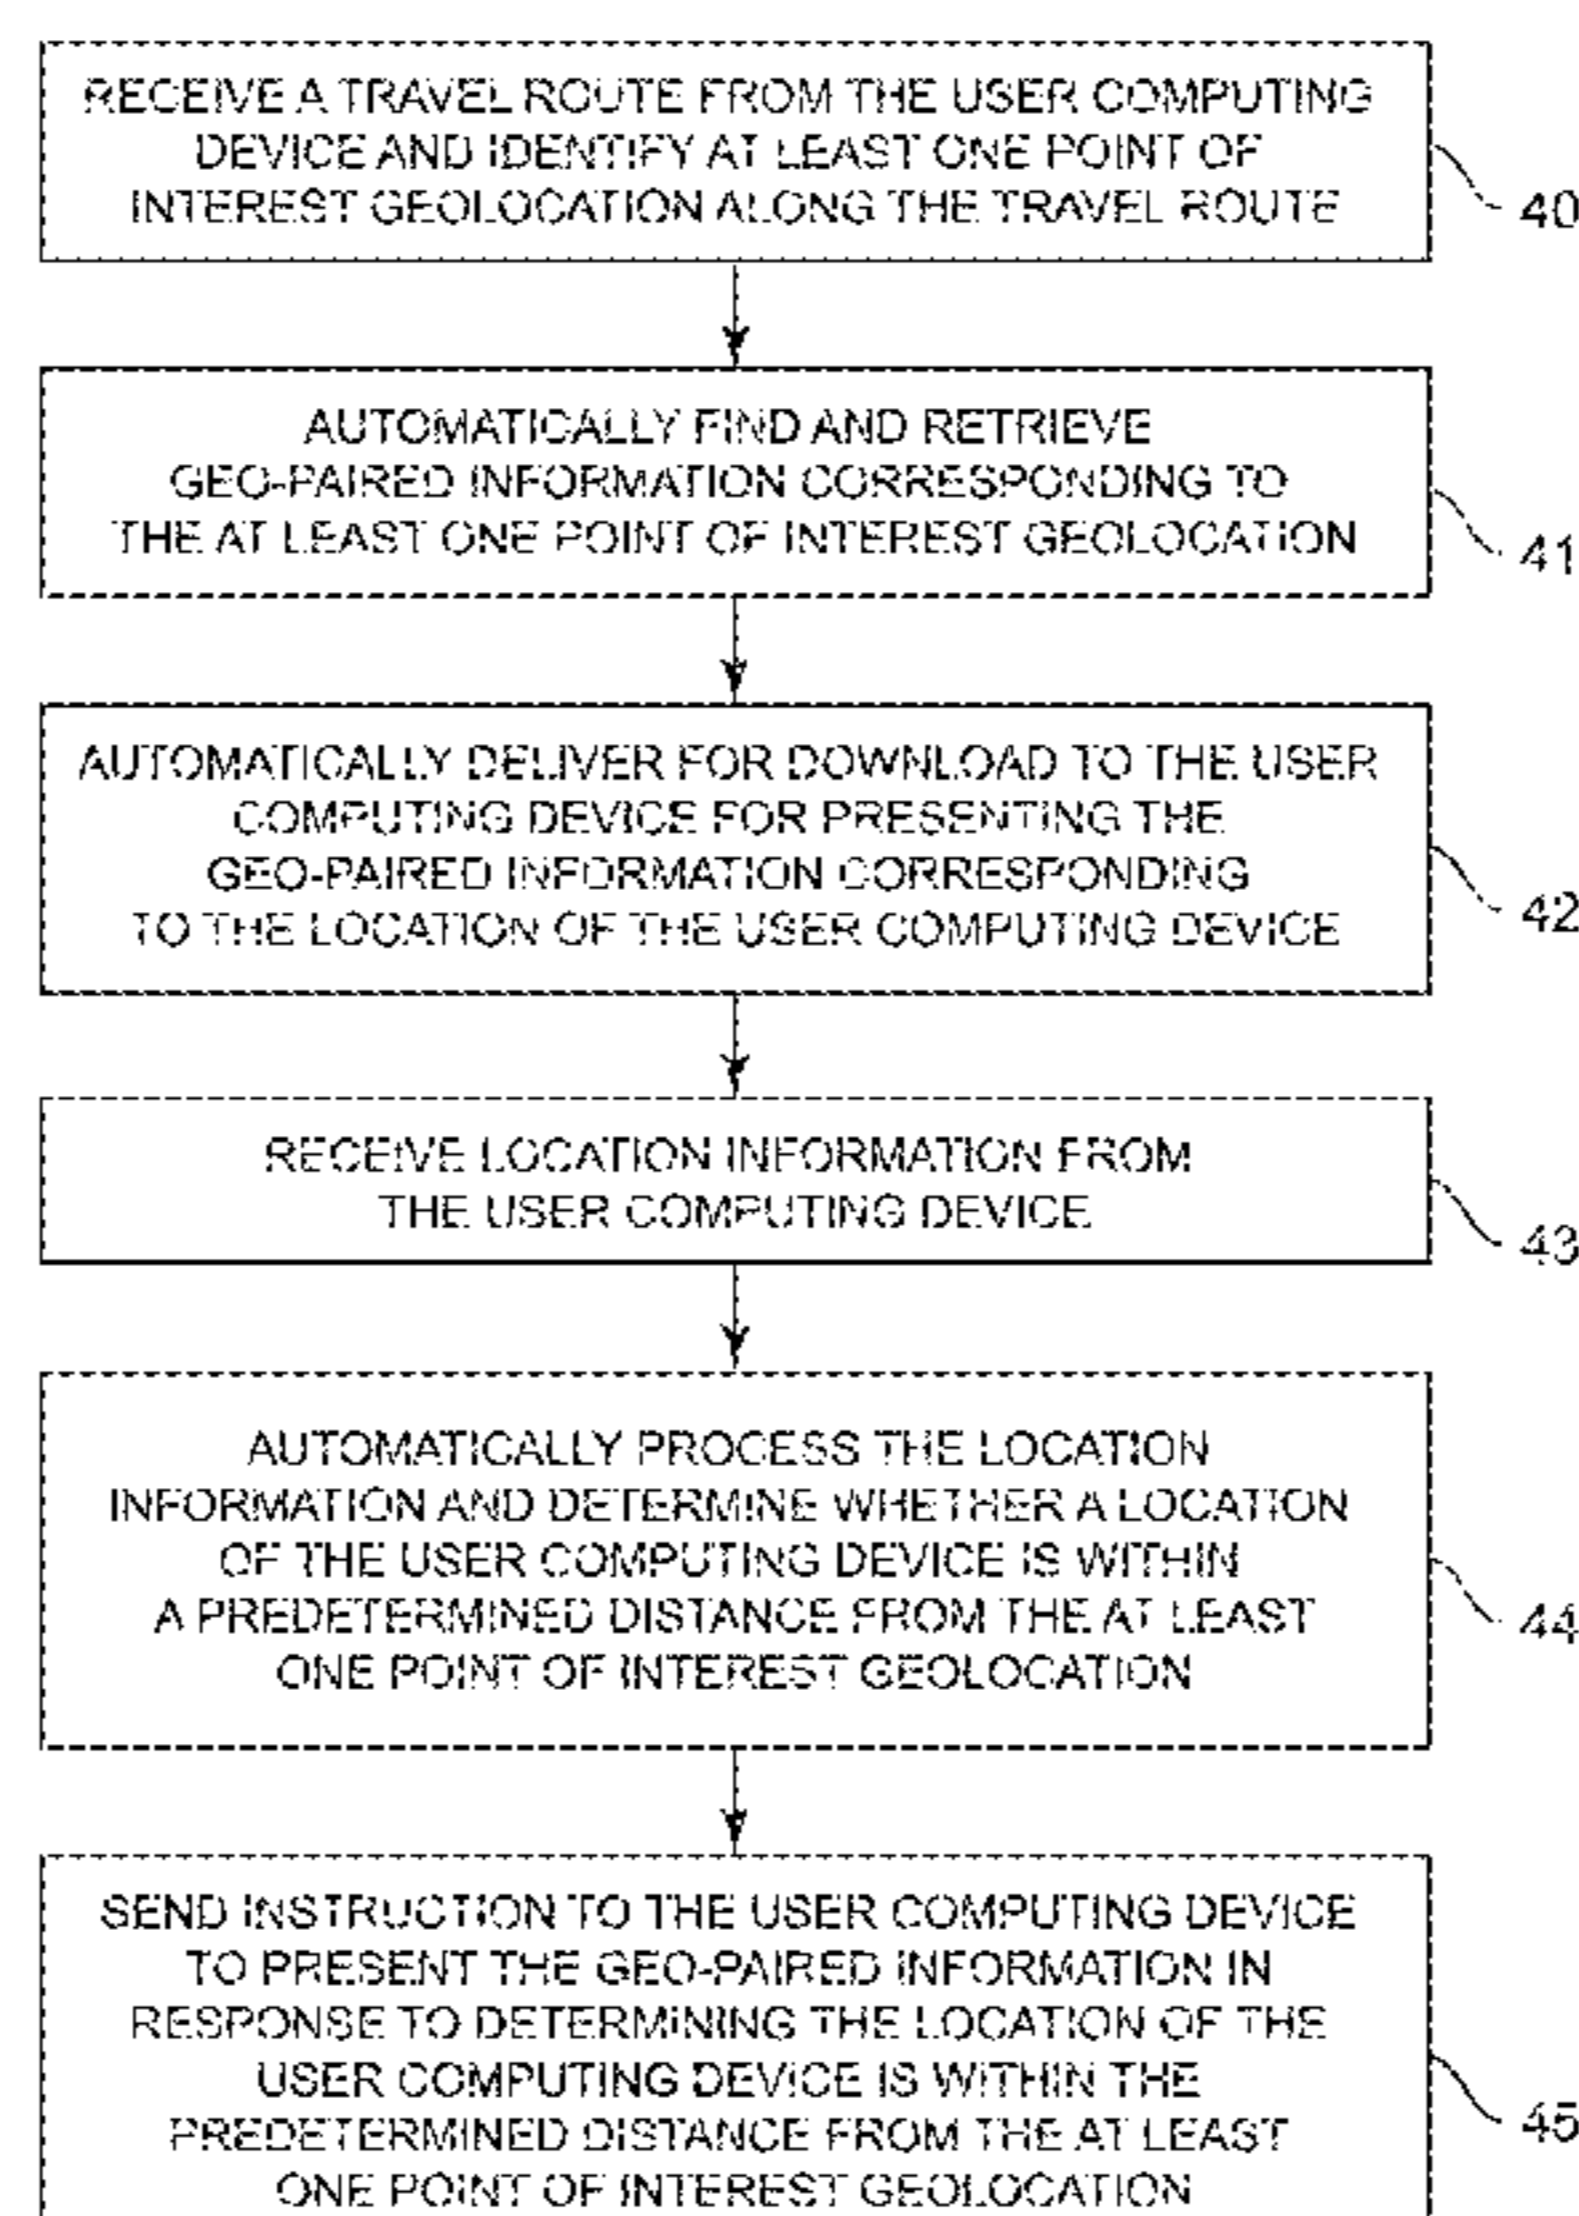 RECEIVE A TRAVEL ROUTE FROM THE USER COMPUTING
DEVICE AND IDENTIFY AT LEAST ONE POINT OF
INTEREST GEOLOCATION ALONG THE TRAVEL ROUTE
40
AUTOMATICALLY FIND AND RETRIEVE
GEO-PAIRED INFORMATION CORRESPONDING TO
THE AT LEAST ONE POINT OF INTEREST GEOLOCATION
41
AUTOMATICALLY DELIVER FOR DOWNLOAD TO THE USER
COMPUTING DEVICE FOR PRESENTING THE
GEO-PAIRED INFORMATION CORRESPONDING
TO THE LOCATION OF THE USER COMPUTING DEVICE
42
RECEIVE LOCATION INFORMATION FROM
THE USER COMPUTING DEVICE
43
AUTOMATICALLY PROCESS THE LOCATION
INFORMATION AND DETERMINE WHETHER A LOCATION
OF THE USER COMPUTING DEVICE IS WITHIN
A PREDETERMINED DISTANCE FROM THE AT LEAST
ONE POINT OF INTEREST GEOLOCATION
44
SEND INSTRUCTION TO THE USER COMPUTING DEVICE
TO PRESENT THE GEO-PAIRED INFORMATION IN
RESPONSE TO DETERMINING THE LOCATION OF THE
USER COMPUTING DEVICE IS WITHIN THE
PREDETERMINED DISTANCE FROM THE AT LEAST
ONE POINT OF INTEREST GEOLOCATION
45